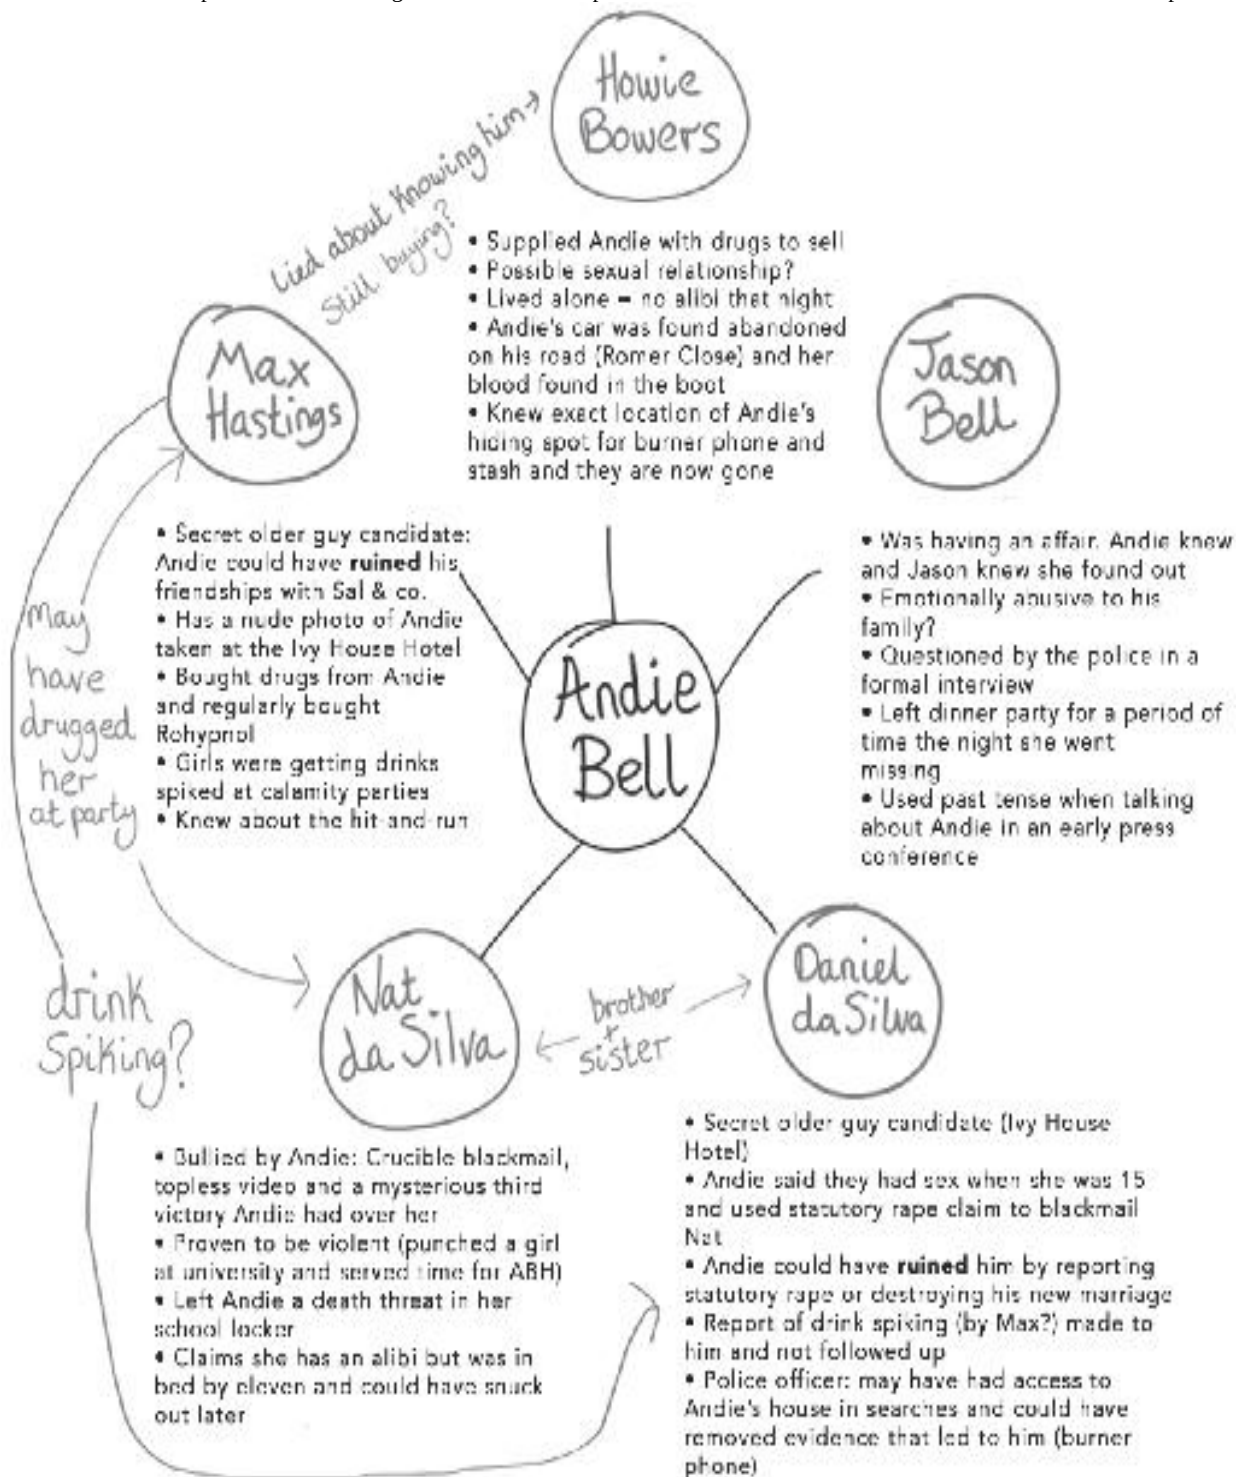 Howie
Bowers
Lied about Knowing him →
Still buying?
• Supplied Andie with drugs to sell
• Possible sexual relationship?
• Lived alone – no alibi that night
• Andie's car was found abandoned
on his road (Romer Close) and her
blood found in the boot
• Knew exact location of Andie's
hiding spot for burner phone and
stash and they are now gone
Max
Hastings
Jason
Bell
• Secret older guy candidate:
Andie could have ruined his
friendships with Sal & co.
• Has a nude photo of Andie
taken at the Ivy House Hotel
• Bought drugs from Andie
and regularly bought
Rohypnol
• Girls were getting drinks
spiked at calamity parties
• Knew about the hit-and-run
• Was having an affair. Andie knew
and Jason knew she found out
• Emotionally abusive to his
family?
• Questioned by the police in a
formal interview
• Left dinner party for a period of
time the night she went
missing
• Used past tense when talking
about Andie in an early press
conference
May
have
drugged
her
at party
Andie
Bell
drink
Spiking?
Nat
da Silva
brother
+
sister
Daniel
da Silva
• Bullied by Andie: Crucible blackmail,
topless video and a mysterious third
victory Andie had over her
• Proven to be violent (punched a girl
at university and served time for ABH)
• Left Andie a death threat in her
school locker
• Claims she has an alibi but was in
bed by eleven and could have snuck
out later
• Secret older guy candidate (Ivy House
Hotel)
• Andie said they had sex when she was 15
and used statutory rape claim to blackmail
Nat
• Andie could have ruined him by reporting
statutory rape or destroying his new marriage
• Report of drink spiking (by Max?) made to
him and not followed up
• Police officer: may have had access to
Andie's house in searches and could have
removed evidence that led to him (burner
phone)